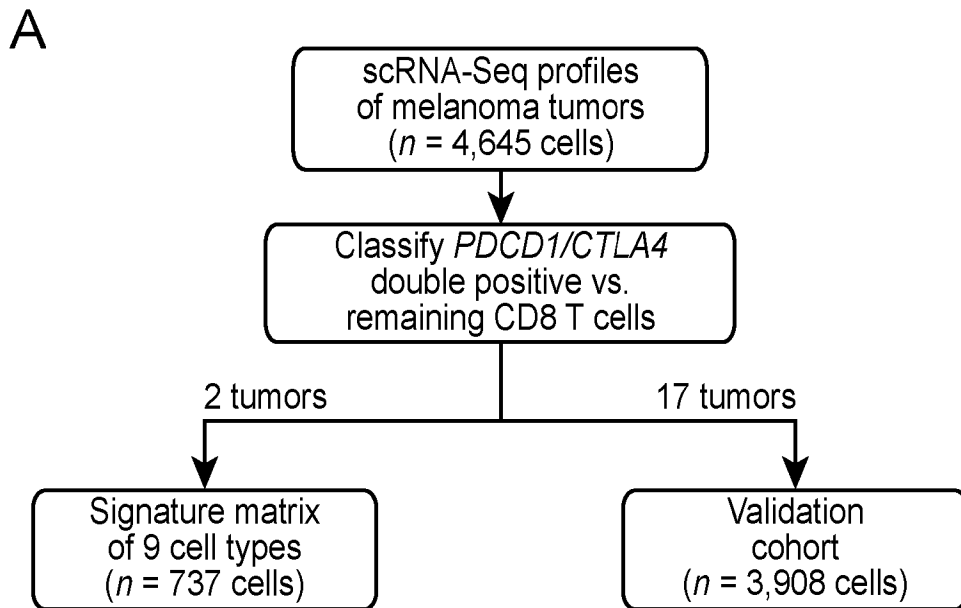 A
scRNA-Seq profiles
of melanoma tumors
(n = 4,645 cells)
Classify PDCD1/CTLA4
double positive vs.
remaining CD8 T cells
2 tumors
17 tumors
Signature matrix
of 9 cell types
(n = 737 cells)
Validation
cohort
(n = 3,908 cells)